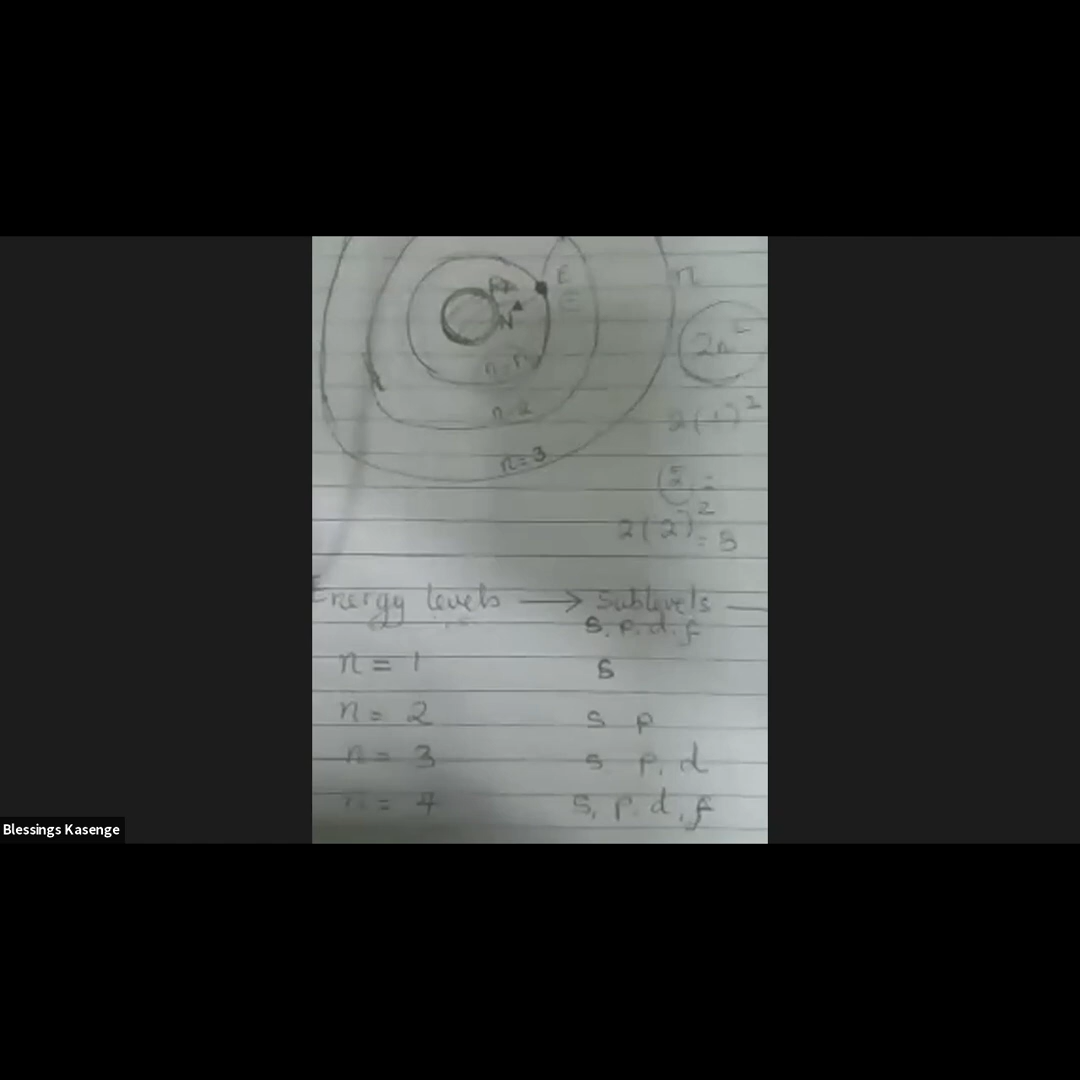 E
n
2n²
n = 2
2(1)²
n = 3
2(2)² = 8
Energy levels → Sublevels —
s, p, d, f
n = 1 s
n = 2 s p
n = 3 s p, d
n = 4 s, p, d, f
Blessings Kasenge